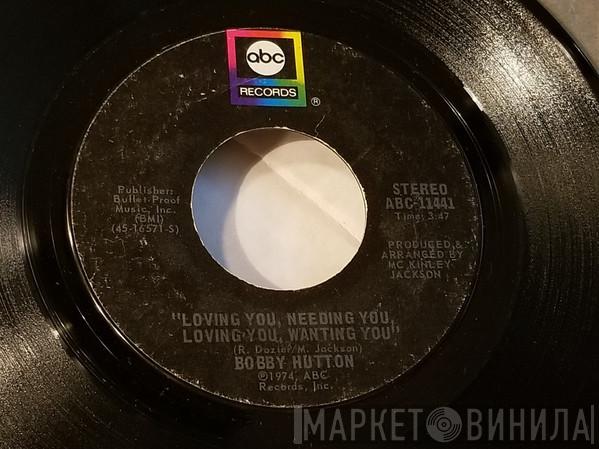 abc
RECORDS
®
Publisher:
Bullet-Proof
Music, Inc.
(BMI)
(45-16571-S)
STEREO
ABC-11441
Time: 3:47
PRODUCED &
ARRANGED BY
MC KINLEY
JACKSON
"LOVING YOU, NEEDING YOU,
LOVING YOU, WANTING YOU"
(R. Dozier/M. Jackson)
BOBBY HUTTON
℗1974, ABC
Records, Inc.
МАРКЕТ ВИНИЛА